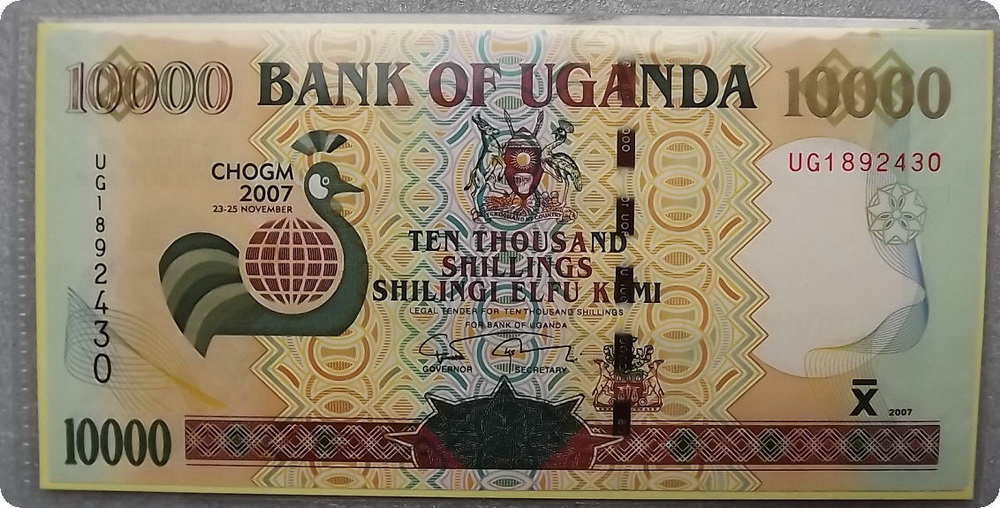 10000 BANK OF UGANDA 10000
UG1892430
UG1892430
CHOGM
2007
23-25 NOVEMBER
TEN THOUSAND
SHILLINGS
SHILINGI ELFU KUMI
LEGAL TENDER FOR TEN THOUSAND SHILLINGS
FOR BANK OF UGANDA
GOVERNOR SECRETARY
X 2007
10000